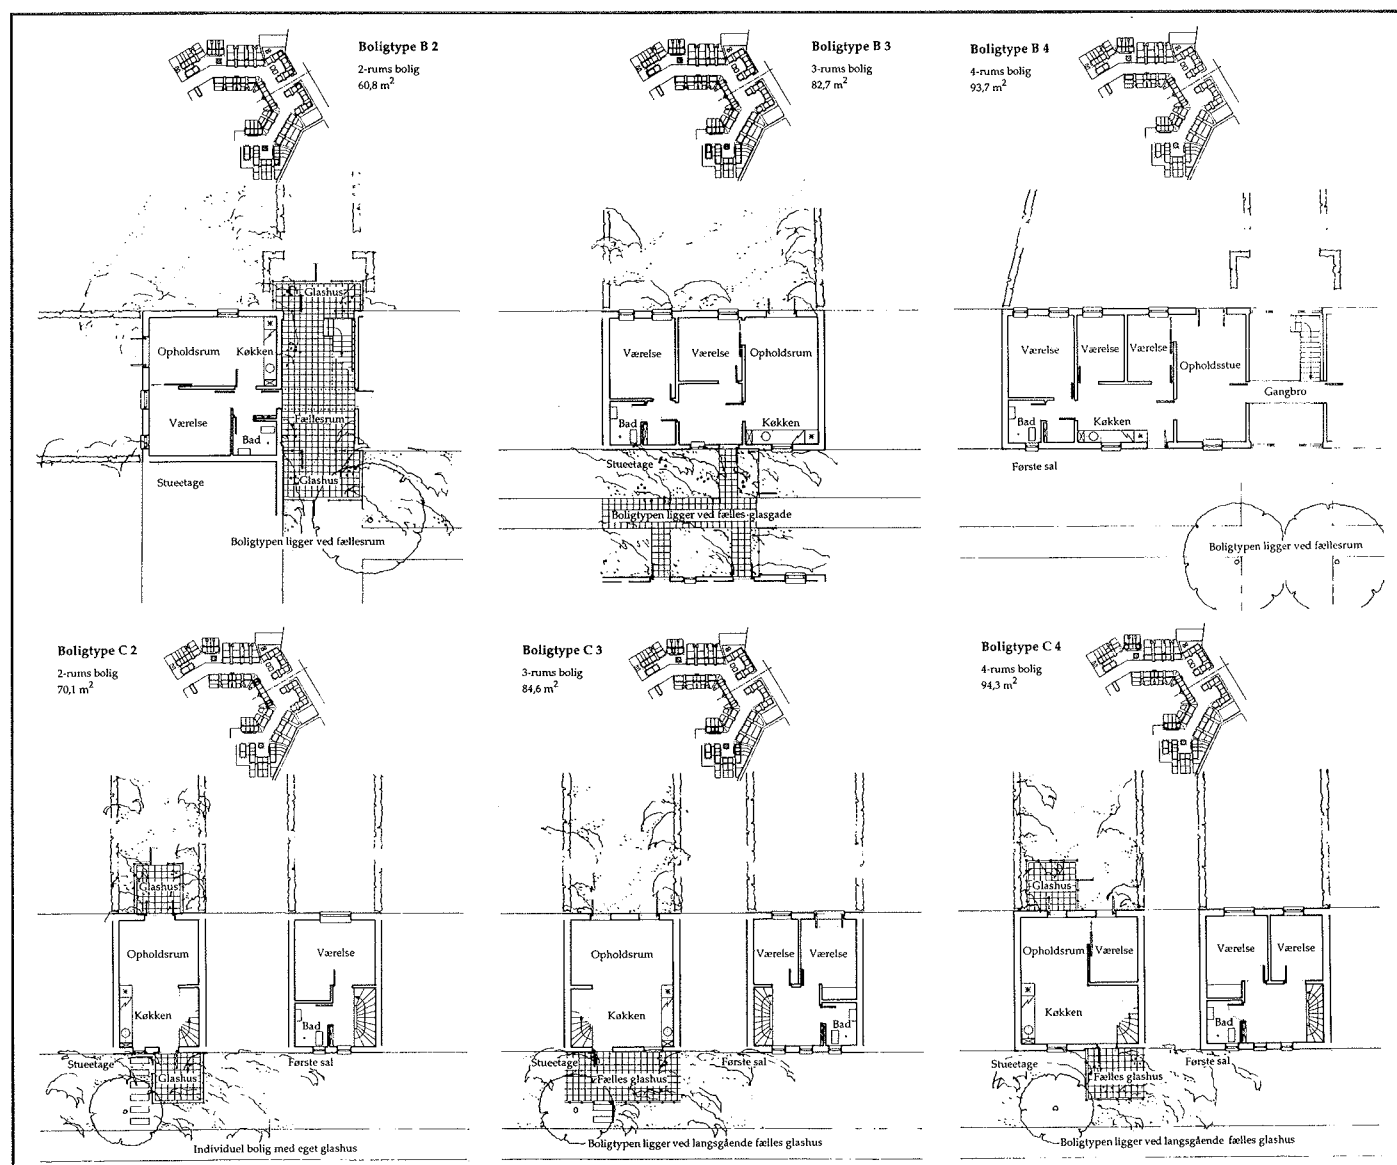 Boligtype B 2
2-rums bolig
60,8 m²
Glashus
Opholdsrum
Køkken
Fællesrum
Værelse
Bad
Glashus
Stueetage
Boligtypen ligger ved fællesrum
Boligtype B 3
3-rums bolig
82,7 m²
Værelse
Værelse
Opholdsrum
Bad
Køkken
Stueetage
Boligtypen ligger ved fælles glasgade
Boligtype B 4
4-rums bolig
93,7 m²
Værelse
Værelse
Værelse
Opholdsstue
Gangbro
Bad
Køkken
Første sal
Boligtypen ligger ved fællesrum
Boligtype C 2
2-rums bolig
70,1 m²
Glashus
Opholdsrum
Værelse
Køkken
Bad
Stueetage
Glashus
Første sal
Individuel bolig med eget glashus
Boligtype C 3
3-rums bolig
84,6 m²
Opholdsrum
Værelse
Værelse
Køkken
Bad
Stueetage
Fælles glashus
Første sal
Boligtypen ligger ved langsgående fælles glashus
Boligtype C 4
4-rums bolig
94,3 m²
Glashus
Opholdsrum
Værelse
Værelse
Værelse
Køkken
Bad
Stueetage
Fælles glashus
Første sal
Boligtypen ligger ved langsgående fælles glashus